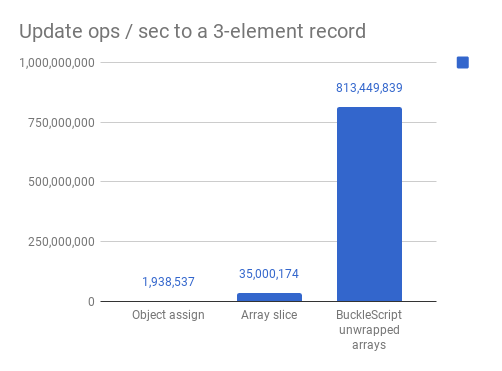 Update ops / sec to a 3-element record
1,000,000,000
750,000,000
500,000,000
250,000,000
0
1,938,537
35,000,174
813,449,839
Object assign
Array slice
BuckleScript
unwrapped
arrays